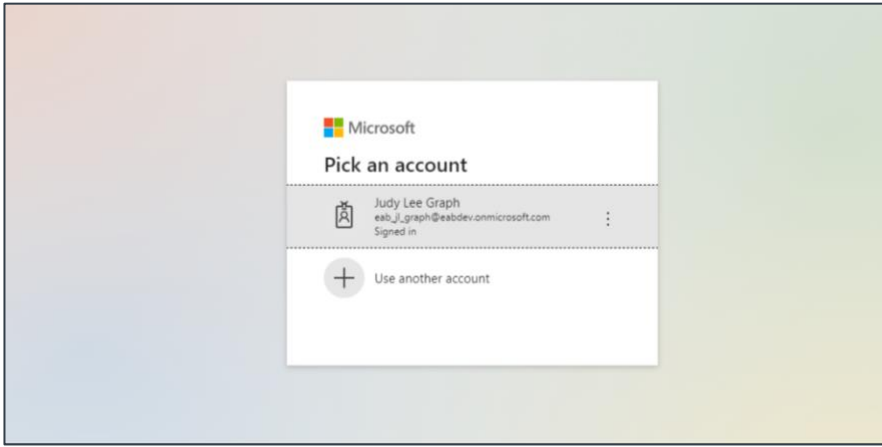 Microsoft
Pick an account
Judy Lee Graph
eab_jl_graph@eabdev.onmicrosoft.com
Signed in
Use another account